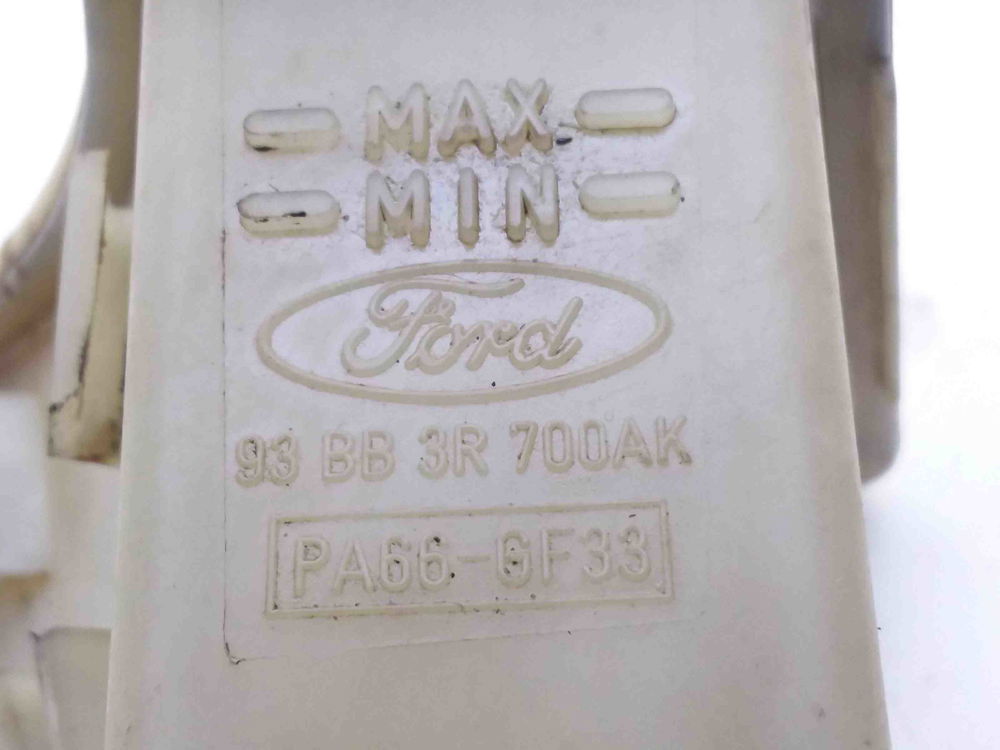 MAX
MIN
Ford
93 BB 3R 700AK
PA66-GF33